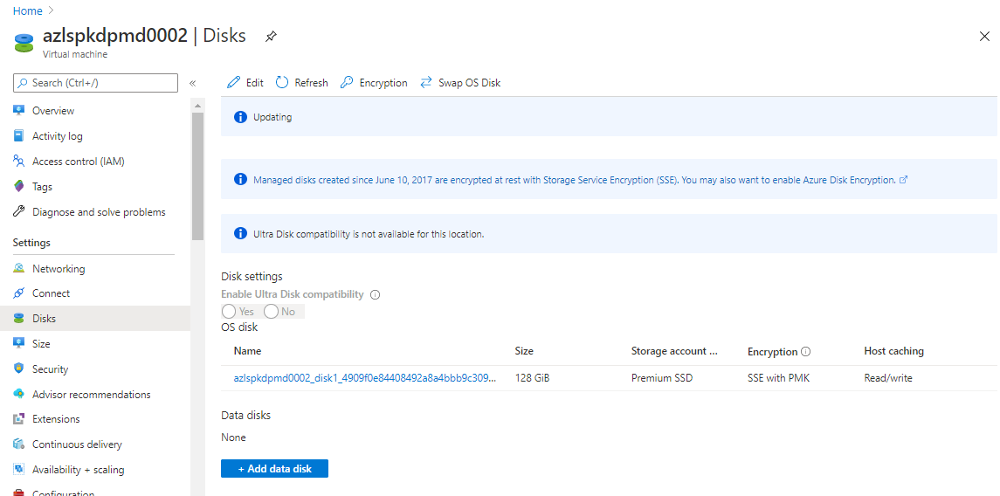 Home
azlspkdpmd0002 | Disks
Virtual machine
Search (Ctrl+/)
«
Edit
Refresh
Encryption
Swap OS Disk
Overview
Activity log
Access control (IAM)
Tags
Diagnose and solve problems
Settings
Networking
Connect
Disks
Size
Security
Advisor recommendations
Extensions
Continuous delivery
Availability + scaling
Configuration
Updating
Managed disks created since June 10, 2017 are encrypted at rest with Storage Service Encryption (SSE). You may also want to enable Azure Disk Encryption.
Ultra Disk compatibility is not available for this location.
Disk settings
Enable Ultra Disk compatibility
Yes No
OS disk
Name Size Storage account ... Encryption Host caching
azlspkdpmd0002_disk1_4909f0e84408492a8a4bbb9c309... 128 GiB Premium SSD SSE with PMK Read/write
Data disks
None
+ Add data disk